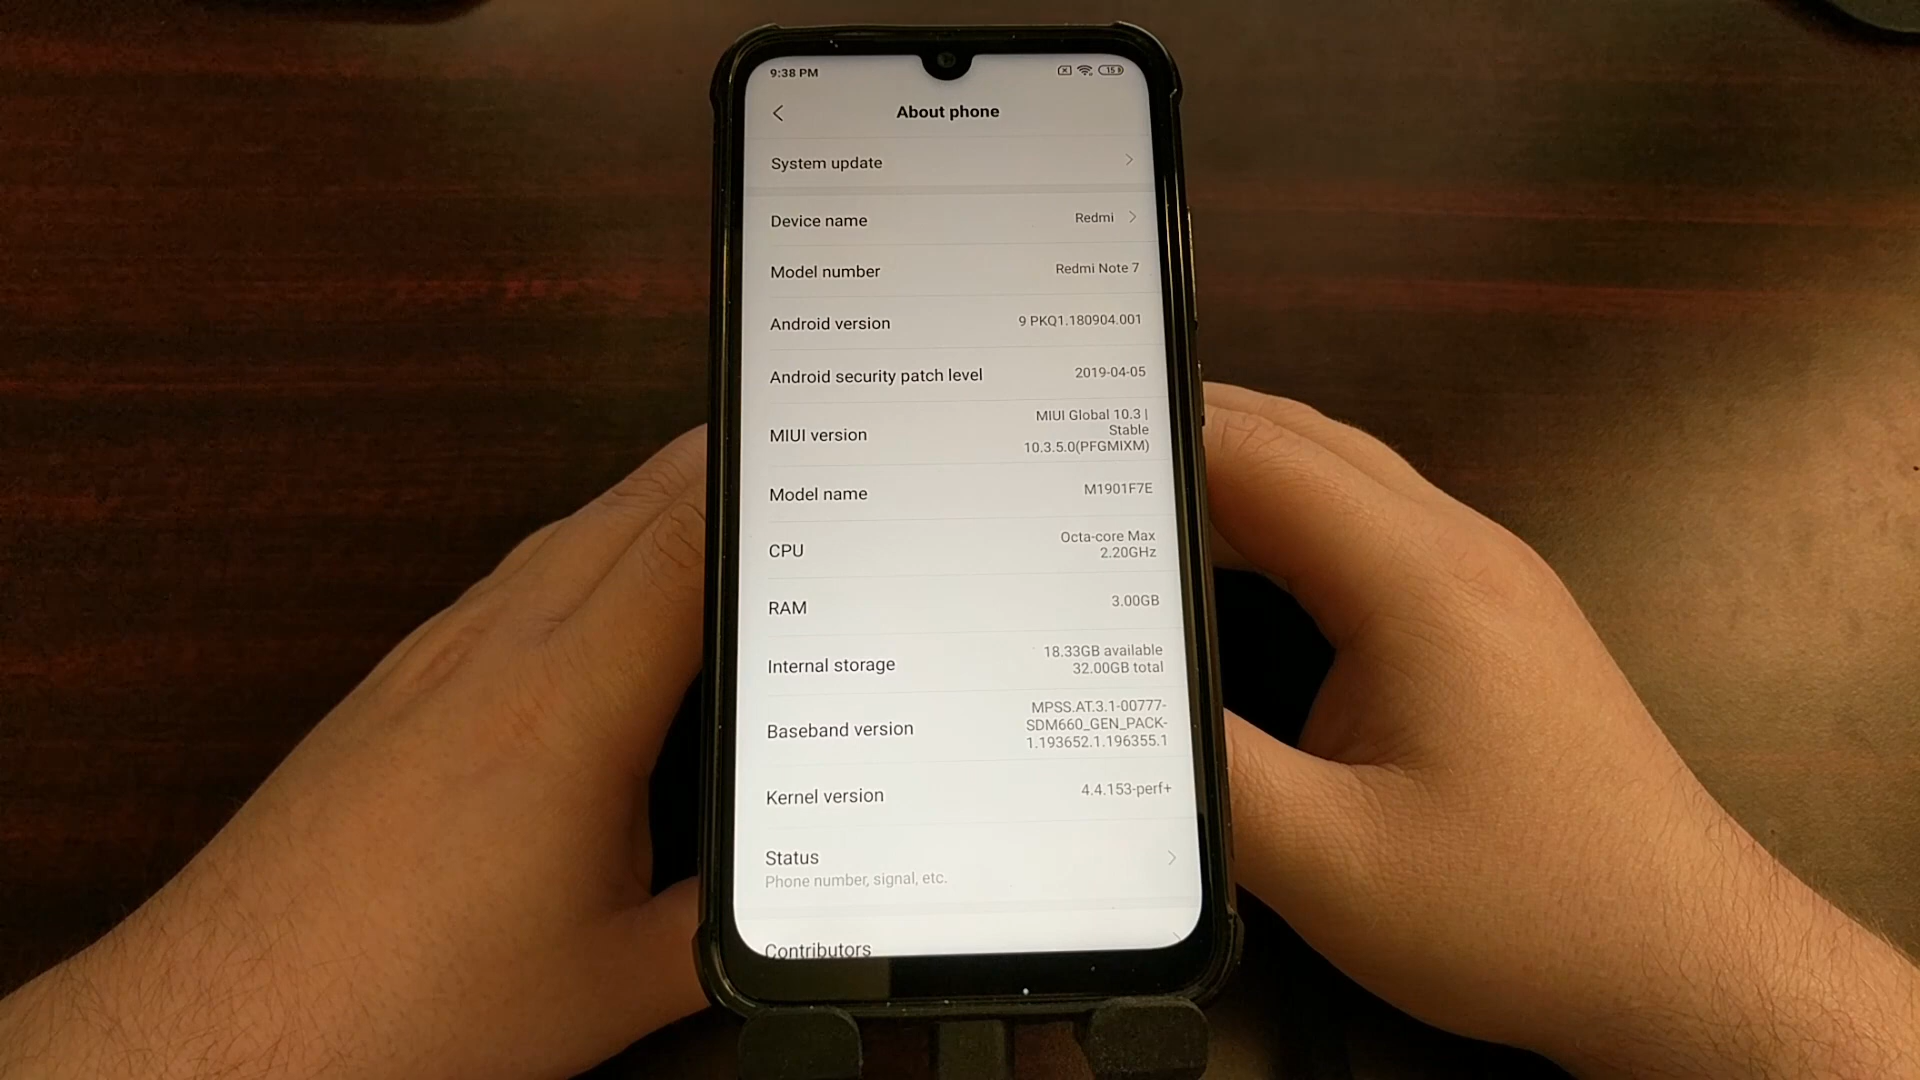 9:38 PM
15
About phone
System update
Device name Redmi
Model number Redmi Note 7
Android version 9 PKQ1.180904.001
Android security patch level 2019-04-05
MIUI version MIUI Global 10.3 |
Stable
10.3.5.0(PFGMIXM)
Model name M1901F7E
CPU Octa-core Max
2.20GHz
RAM 3.00GB
Internal storage 18.33GB available
32.00GB total
Baseband version MPSS.AT.3.1-00777-
SDM660_GEN_PACK-
1.193652.1.196355.1
Kernel version 4.4.153-perf+
Status
Phone number, signal, etc.
Contributors